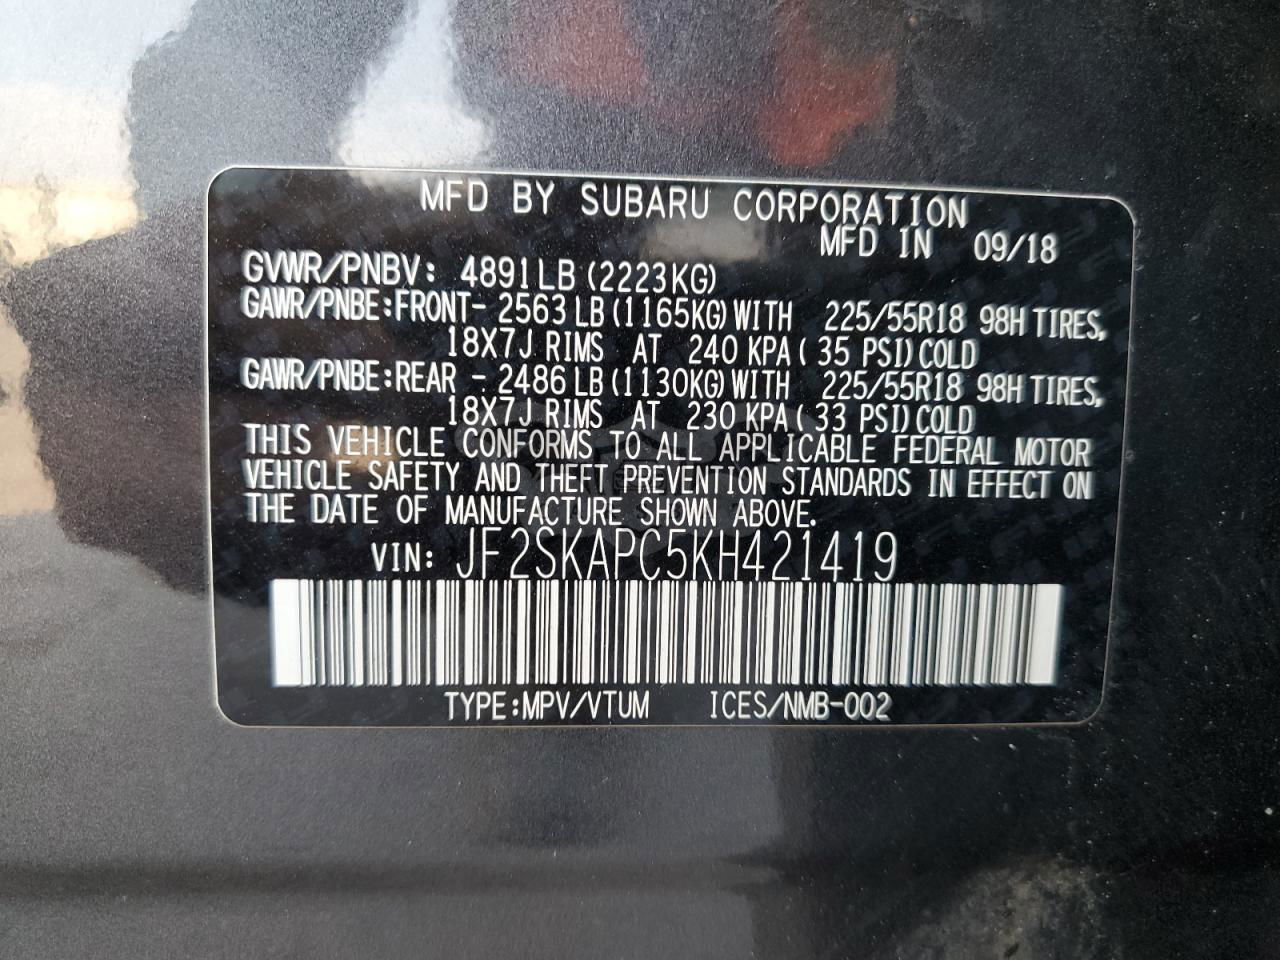 MFD BY SUBARU CORPORATION
MFD IN 09/18
GVWR/PNBV: 4891LB (2223KG)
GAWR/PNBE:FRONT- 2563 LB (1165KG) WITH 225/55R18 98H TIRES,
18X7J RIMS AT 240 KPA ( 35 PSI) COLD
GAWR/PNBE:REAR - 2486 LB (1130KG) WITH 225/55R18 98H TIRES,
18X7J RIMS AT 230 KPA ( 33 PSI) COLD
THIS VEHICLE CONFORMS TO ALL APPLICABLE FEDERAL MOTOR
VEHICLE SAFETY AND THEFT PREVENTION STANDARDS IN EFFECT ON
THE DATE OF MANUFACTURE SHOWN ABOVE.
VIN: JF2SKAPC5KH421419
TYPE:MPV/VTUM ICES/NMB-002